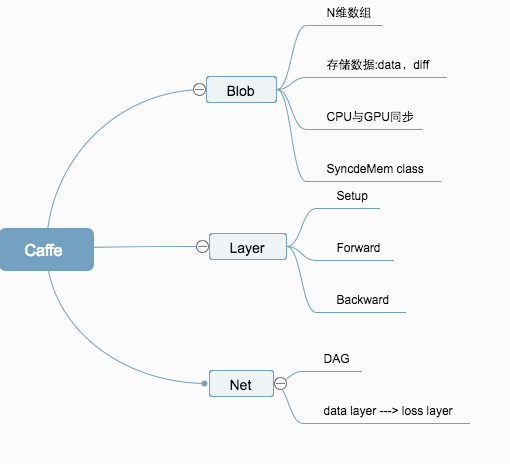 Caffe
Blob
N维数组
存储数据:data，diff
CPU与GPU同步
SyncdeMem class
Layer
Setup
Forward
Backward
Net
DAG
data layer ---> loss layer